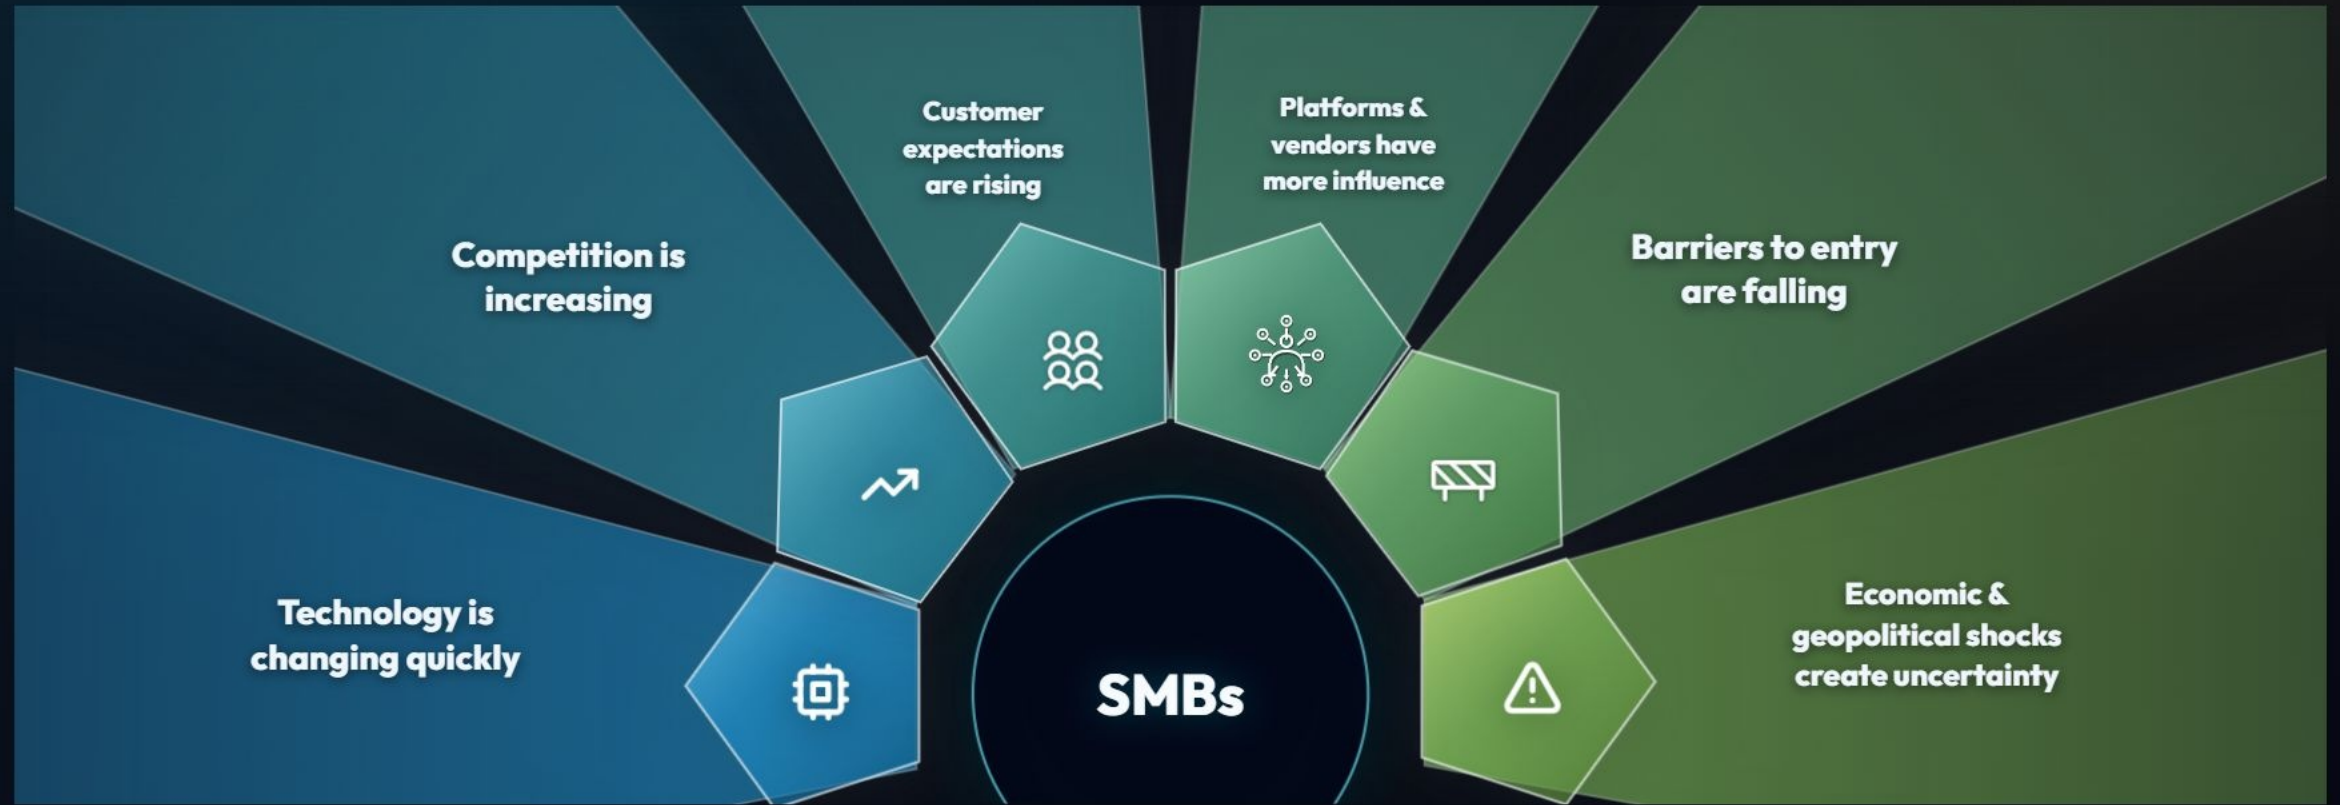 Customer
expectations
are rising
Platforms &
vendors have
more influence
Competition is
increasing
Barriers to entry
are falling
Technology is
changing quickly
Economic &
geopolitical shocks
create uncertainty
SMBs